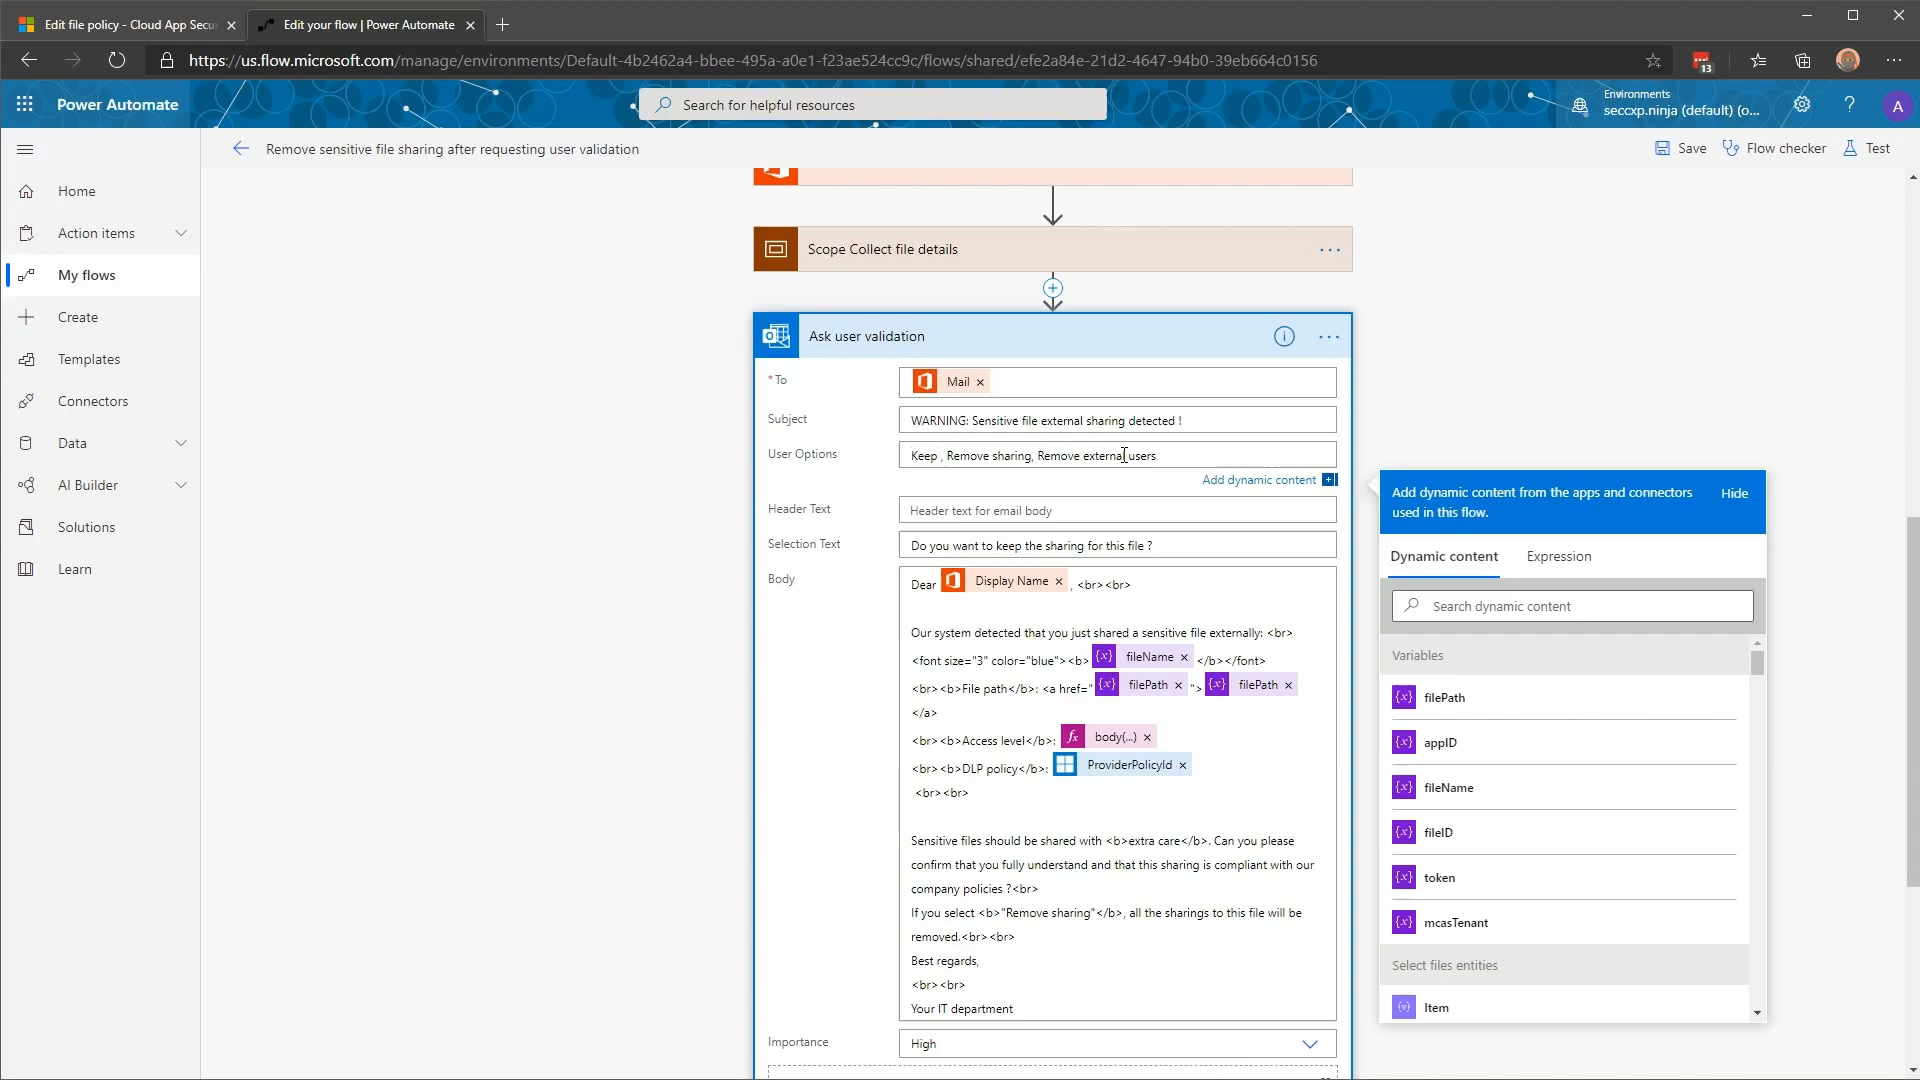 Edit file policy - Cloud App Secu
Edit your flow | Power Automate
https://us.flow.microsoft.com/manage/environments/Default-4b2462a4-bbee-495a-a0e1-f23ae524cc9c/flows/shared/efe2a84e-21d2-4647-94b0-39eb664c0156
13
Power Automate
Search for helpful resources
Environments
seccxp.ninja (default) (o...
?
A
Remove sensitive file sharing after requesting user validation
Save
Flow checker
Test
Home
Action items
My flows
Create
Templates
Connectors
Data
AI Builder
Solutions
Learn
Scope Collect file details
Ask user validation
* To
Mail
Subject
WARNING: Sensitive file external sharing detected !
User Options
Keep , Remove sharing, Remove external users
Add dynamic content
Header Text
Header text for email body
Selection Text
Do you want to keep the sharing for this file ?
Body
Dear Display Name , <br><br>
Our system detected that you just shared a sensitive file externally: <br>
<font size="3" color="blue"><b> fileName </b></font>
<br><b>File path</b>: <a href=" filePath "> filePath
</a>
<br><b>Access level</b>: body(...)
<br><b>DLP policy</b>: ProviderPolicyId
<br><br>
Sensitive files should be shared with <b>extra care</b>. Can you please
confirm that you fully understand and that this sharing is compliant with our
company policies ?<br>
If you select <b>"Remove sharing"</b>, all the sharings to this file will be
removed.<br><br>
Best regards,
<br><br>
Your IT department
Importance
High
Add dynamic content from the apps and connectors
used in this flow.
Hide
Dynamic content
Expression
Search dynamic content
Variables
filePath
appID
fileName
fileID
token
mcasTenant
Select files entities
Item